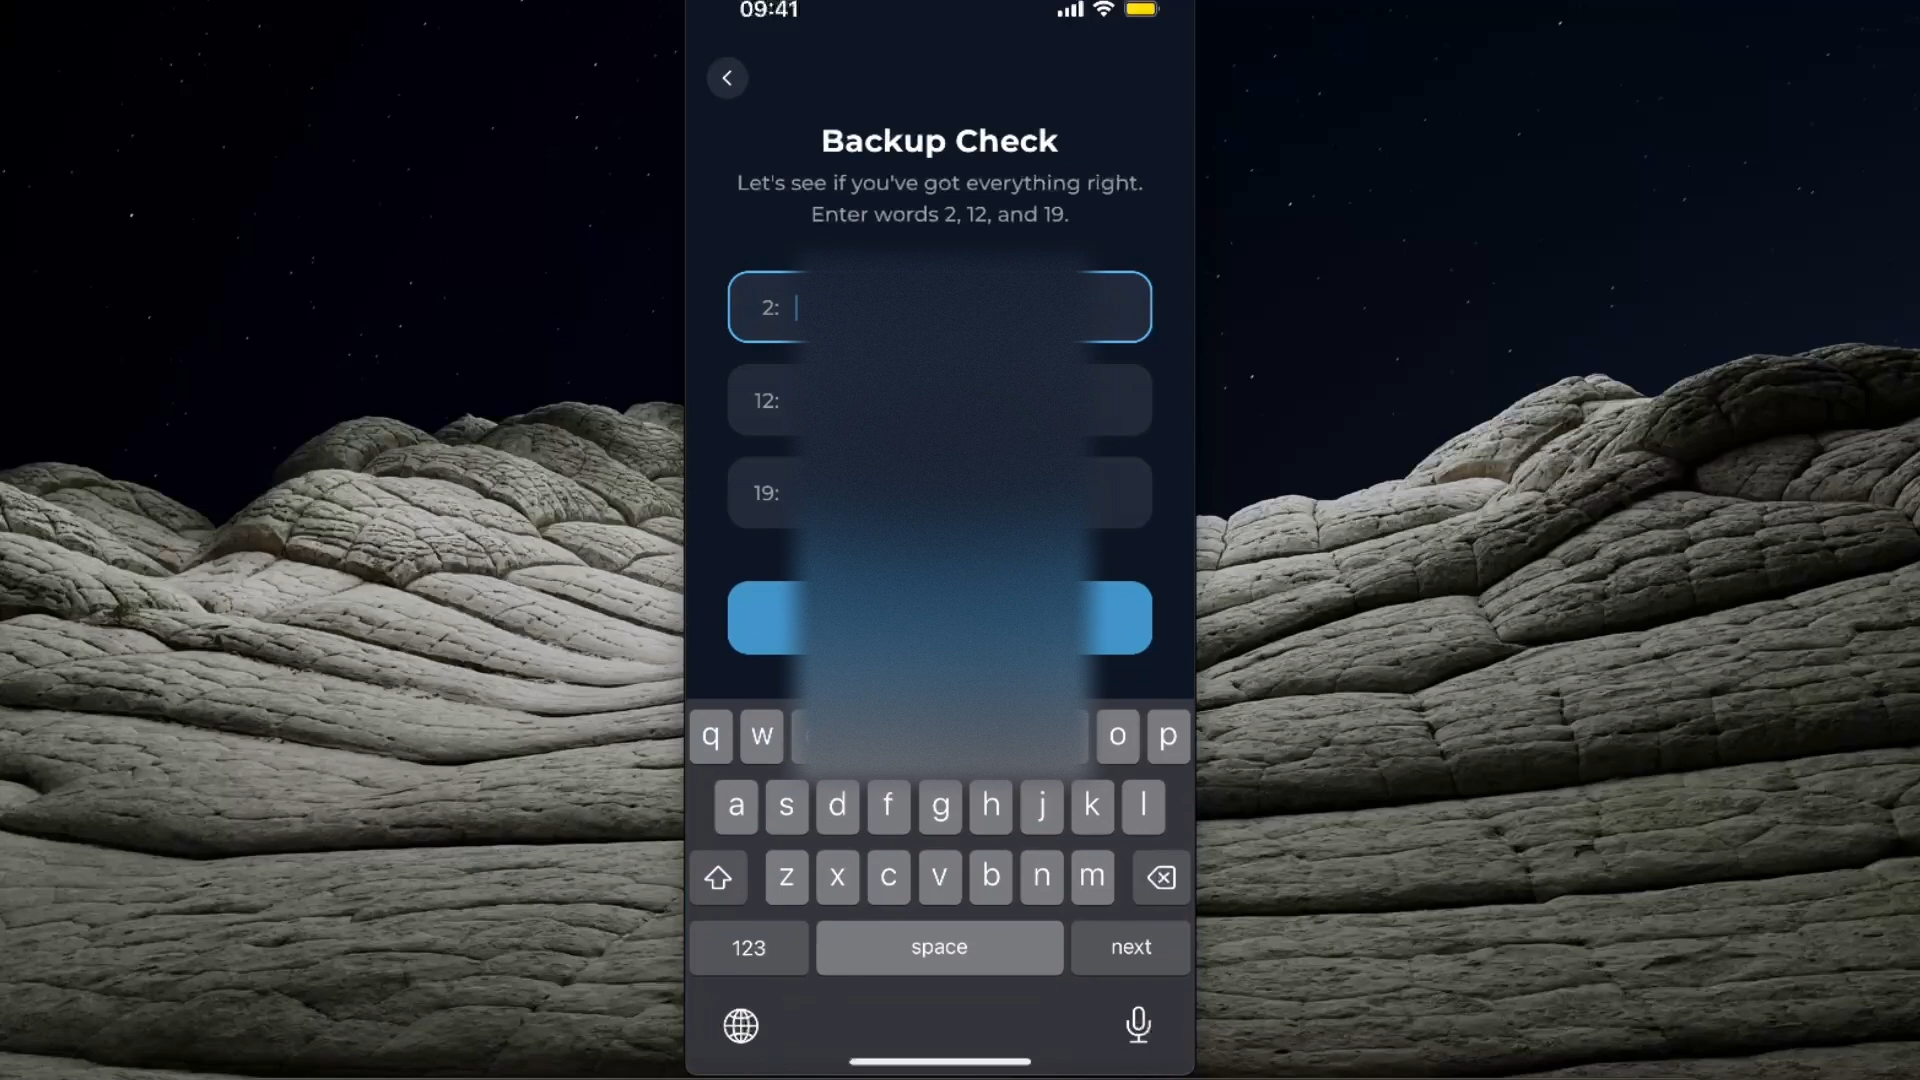 09:41
Backup Check
Let's see if you've got everything right.
Enter words 2, 12, and 19.
2:
12:
19:
q w o p
a s d f g h j k l
z x c v b n m
123 space next